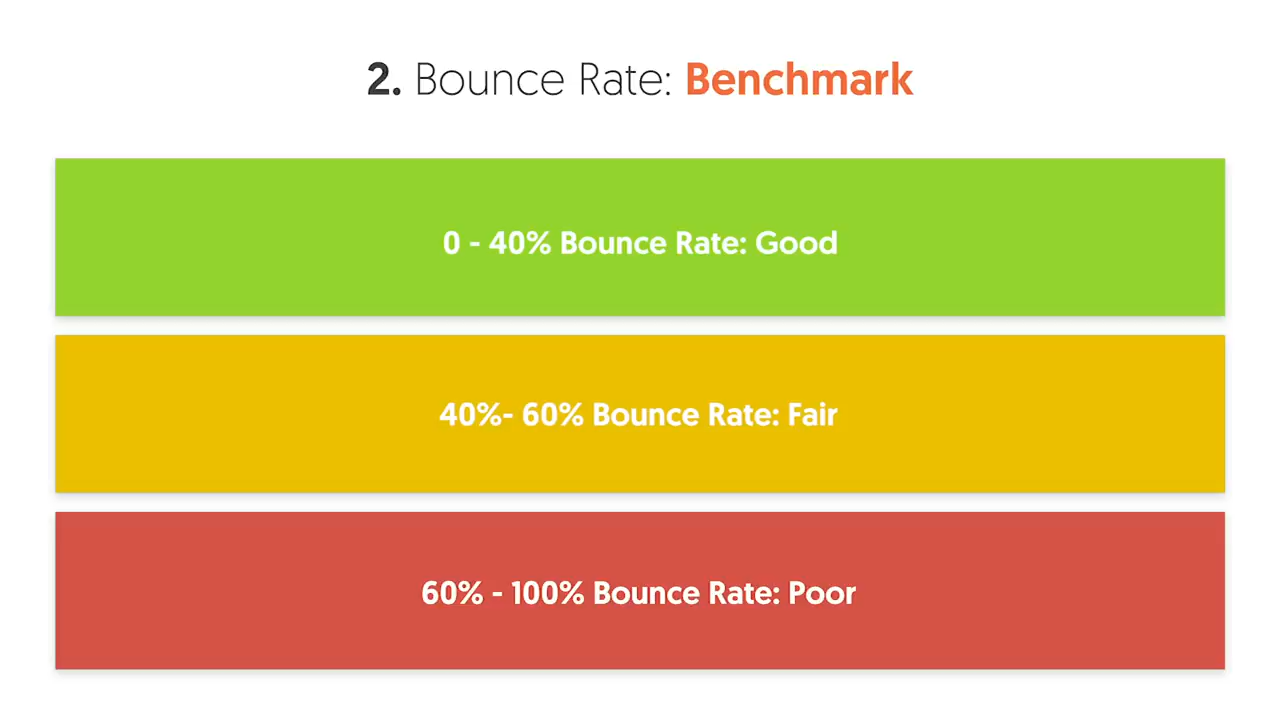 2. Bounce Rate: Benchmark
0 - 40% Bounce Rate: Good
40%- 60% Bounce Rate: Fair
60% - 100% Bounce Rate: Poor